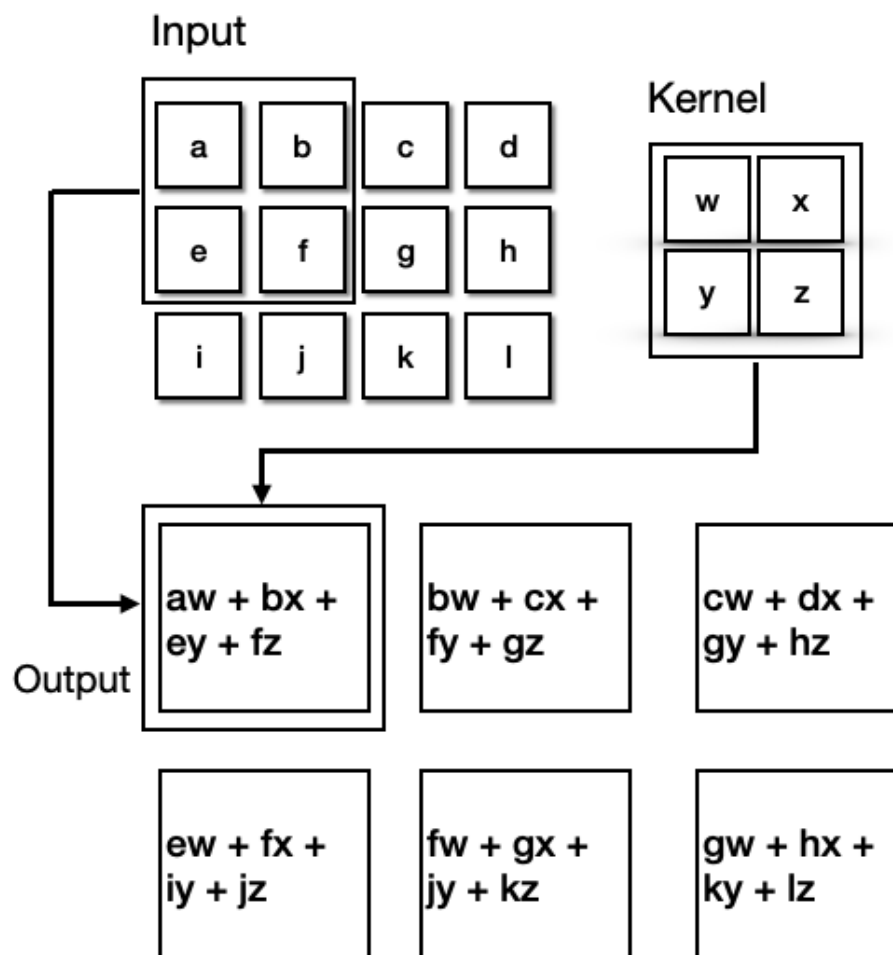 Input
Kernel
a b c d
w x
e f g h
y z
i j k l
aw + bx +
ey + fz
bw + cx +
fy + gz
cw + dx +
gy + hz
Output
ew + fx +
iy + jz
fw + gx +
jy + kz
gw + hx +
ky + lz